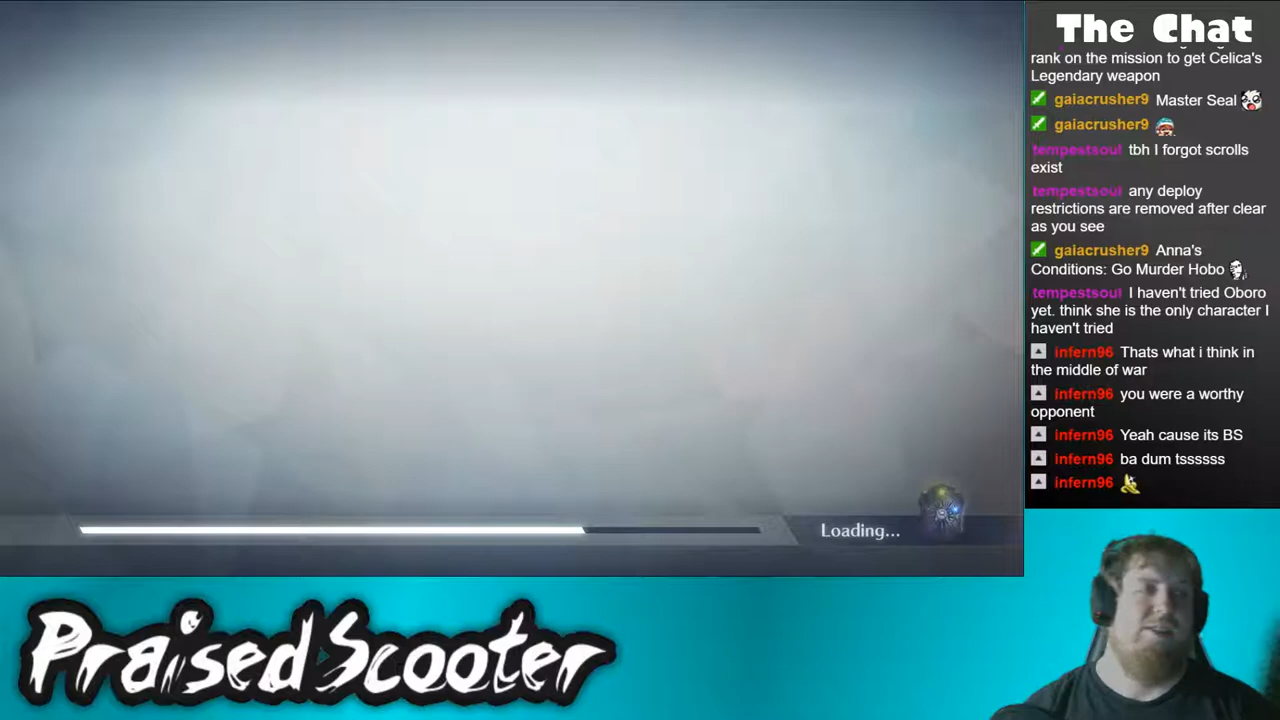 The Chat
rank on the mission to get Celica's
Legendary weapon
gaiacrusher9 Master Seal
gaiacrusher9
tempestsoul tbh I forgot scrolls
exist
tempestsoul any deploy
restrictions are removed after clear
as you see
gaiacrusher9 Anna's
Conditions: Go Murder Hobo
tempestsoul I haven't tried Oboro
yet. think she is the only character I
haven't tried
infern96 Thats what i think in
the middle of war
infern96 you were a worthy
opponent
infern96 Yeah cause its BS
infern96 ba dum tssssss
infern96
Loading...
PraisedScooter